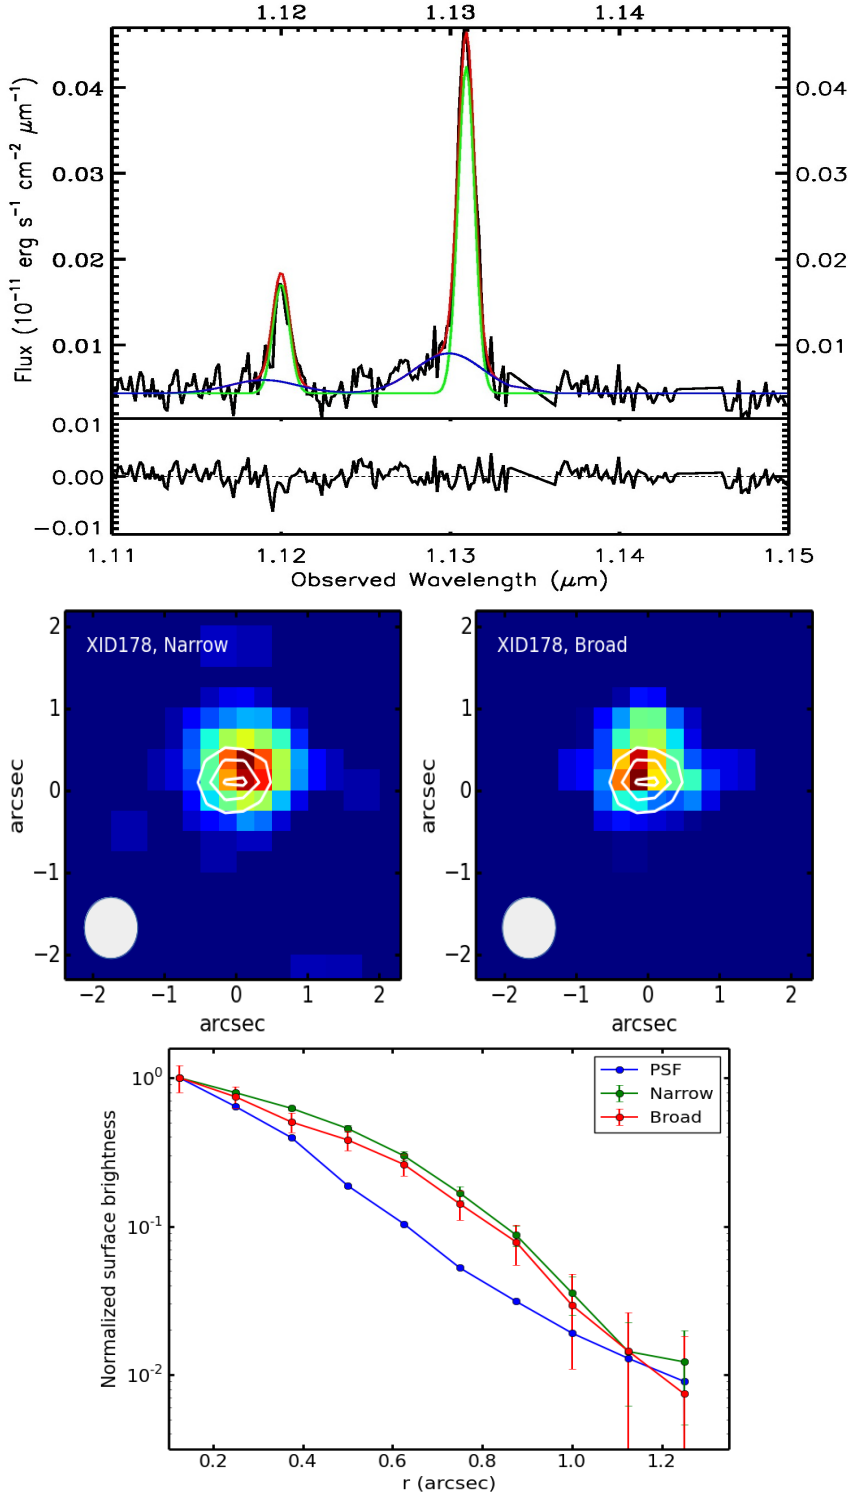 1.12 1.13 1.14
0.04 0.04
0.03 0.03
0.02 0.02
0.01 0.01
Flux (10⁻¹¹ erg s⁻¹ cm⁻² μm⁻¹)
0.01
0.00
−0.01
1.11 1.12 1.13 1.14 1.15
Observed Wavelength (μm)
XID178, Narrow
2
1
0
−1
−2
arcsec
−2 −1 0 1 2
arcsec
XID178, Broad
2
1
0
−1
−2
arcsec
−2 −1 0 1 2
arcsec
PSF
Narrow
Broad
10⁰
10⁻¹
10⁻²
Normalized surface brightness
0.2 0.4 0.6 0.8 1.0 1.2
r (arcsec)